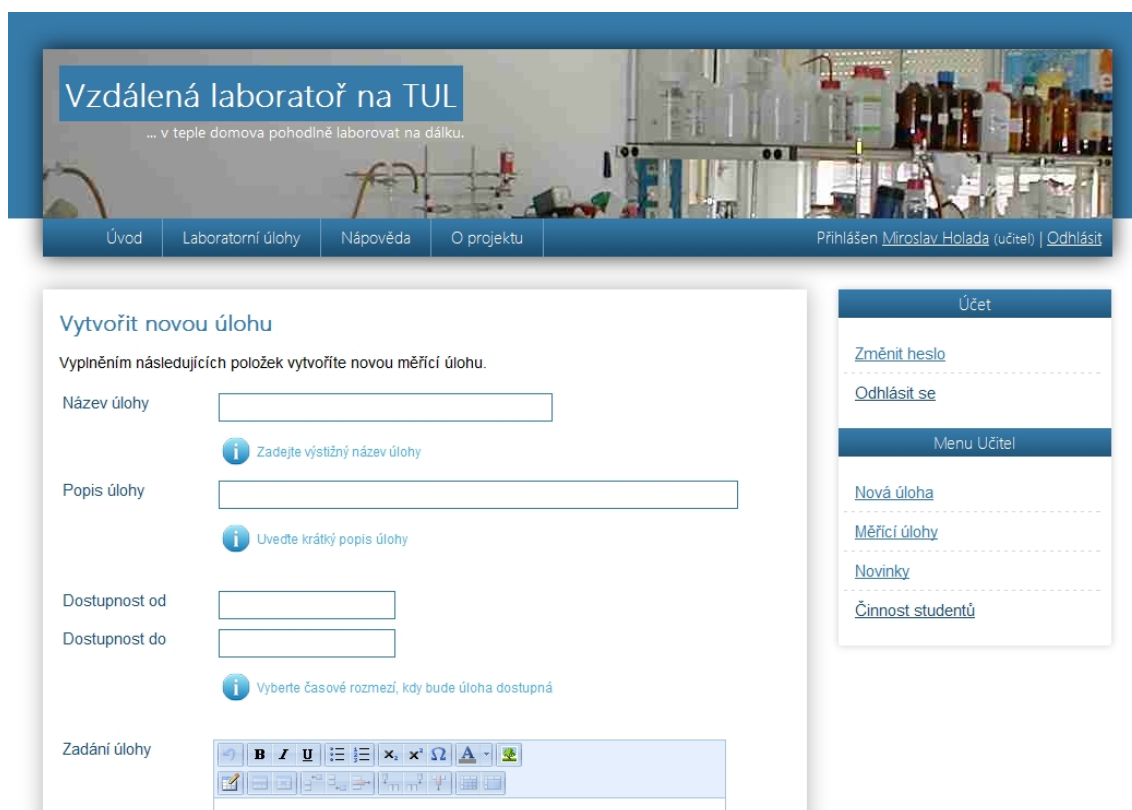 Vzdálená laboratoř na TUL
... v teple domova pohodlně laborovat na dálku.
Úvod
Laboratorní úlohy
Nápověda
O projektu
Přihlášen Miroslav Holada (učitel) | Odhlásit
Vytvořit novou úlohu
Vyplněním následujících položek vytvoříte novou měřící úlohu.
Název úlohy
Zadejte výstižný název úlohy
Popis úlohy
Uveďte krátký popis úlohy
Dostupnost od
Dostupnost do
Vyberte časové rozmezí, kdy bude úloha dostupná
Zadání úlohy
B I U x₂ x² Ω A
Účet
Změnit heslo
Odhlásit se
Menu Učitel
Nová úloha
Měřící úlohy
Novinky
Činnost studentů